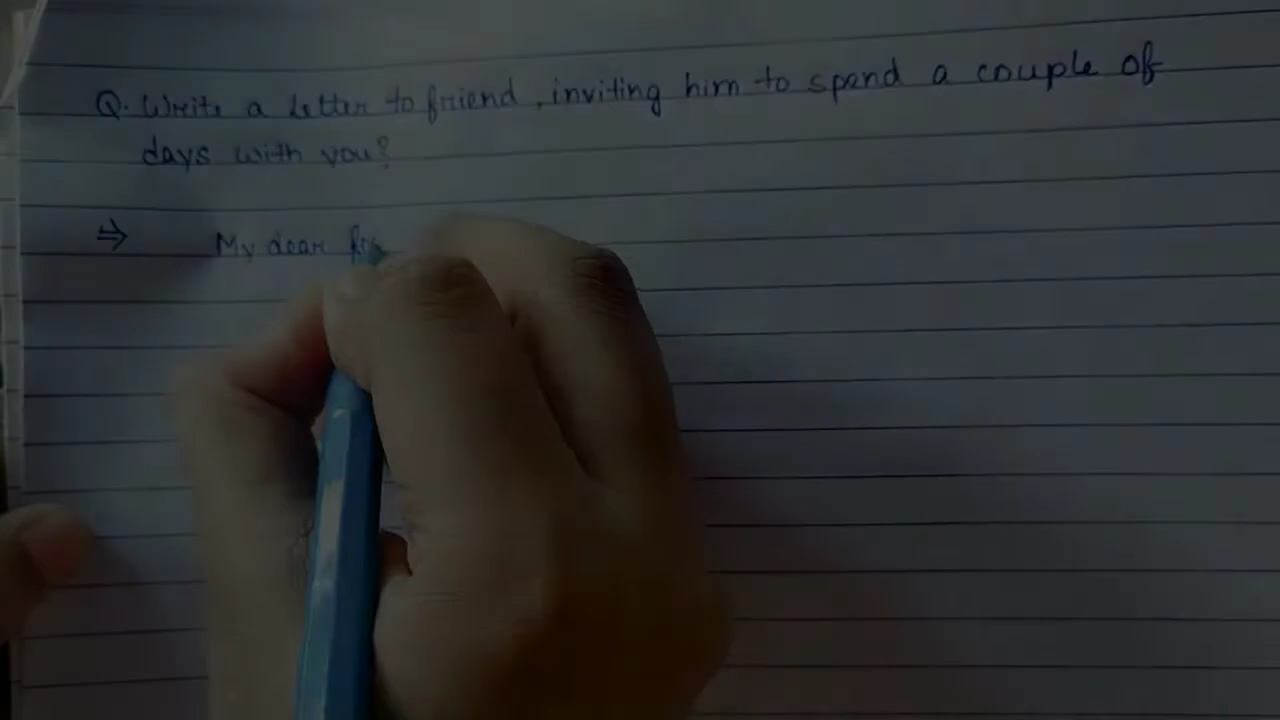 Q. Write a letter to friend, inviting him to spend a couple of
days with you?
⇒ My dear